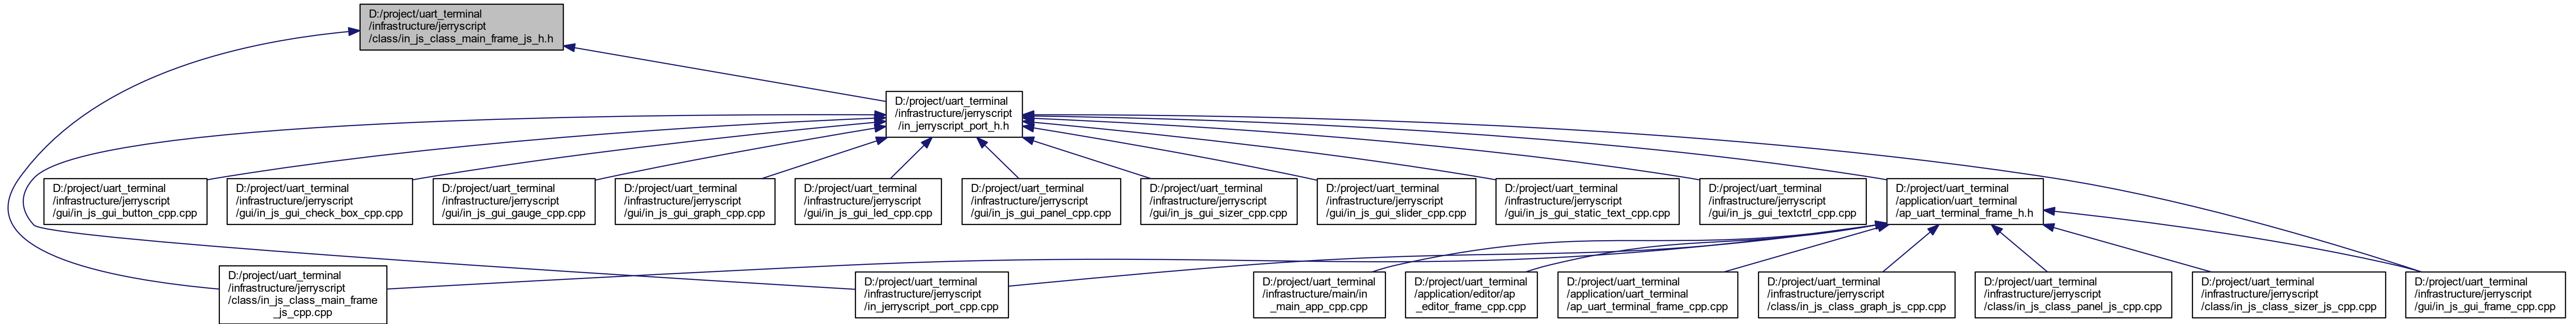 D:/project/uart_terminal
/infrastructure/jerryscript
/class/in_js_class_main_frame_js_h.h
D:/project/uart_terminal
/infrastructure/jerryscript
/in_jerryscript_port_h.h
D:/project/uart_terminal
/infrastructure/jerryscript
/gui/in_js_gui_button_cpp.cpp
D:/project/uart_terminal
/infrastructure/jerryscript
/gui/in_js_gui_check_box_cpp.cpp
D:/project/uart_terminal
/infrastructure/jerryscript
/gui/in_js_gui_gauge_cpp.cpp
D:/project/uart_terminal
/infrastructure/jerryscript
/gui/in_js_gui_graph_cpp.cpp
D:/project/uart_terminal
/infrastructure/jerryscript
/gui/in_js_gui_led_cpp.cpp
D:/project/uart_terminal
/infrastructure/jerryscript
/gui/in_js_gui_panel_cpp.cpp
D:/project/uart_terminal
/infrastructure/jerryscript
/gui/in_js_gui_sizer_cpp.cpp
D:/project/uart_terminal
/infrastructure/jerryscript
/gui/in_js_gui_slider_cpp.cpp
D:/project/uart_terminal
/infrastructure/jerryscript
/gui/in_js_gui_static_text_cpp.cpp
D:/project/uart_terminal
/infrastructure/jerryscript
/gui/in_js_gui_textctrl_cpp.cpp
D:/project/uart_terminal
/application/uart_terminal
/ap_uart_terminal_frame_h.h
D:/project/uart_terminal
/infrastructure/jerryscript
/class/in_js_class_main_frame
_js_cpp.cpp
D:/project/uart_terminal
/infrastructure/jerryscript
/in_jerryscript_port_cpp.cpp
D:/project/uart_terminal
/infrastructure/main/in
_main_app_cpp.cpp
D:/project/uart_terminal
/application/editor/ap
_editor_frame_cpp.cpp
D:/project/uart_terminal
/application/uart_terminal
/ap_uart_terminal_frame_cpp.cpp
D:/project/uart_terminal
/infrastructure/jerryscript
/class/in_js_class_graph_js_cpp.cpp
D:/project/uart_terminal
/infrastructure/jerryscript
/class/in_js_class_panel_js_cpp.cpp
D:/project/uart_terminal
/infrastructure/jerryscript
/class/in_js_class_sizer_js_cpp.cpp
D:/project/uart_terminal
/infrastructure/jerryscript
/gui/in_js_gui_frame_cpp.cpp